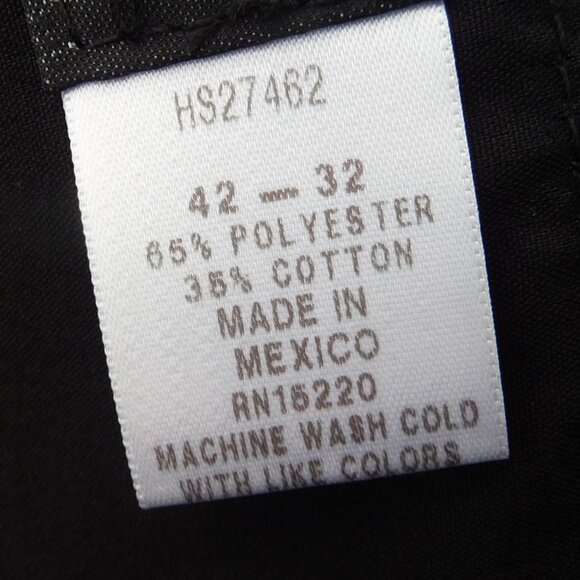 HS27462
42 — 32
65% POLYESTER
35% COTTON
MADE IN
MEXICO
RN15220
MACHINE WASH COLD
WITH LIKE COLORS